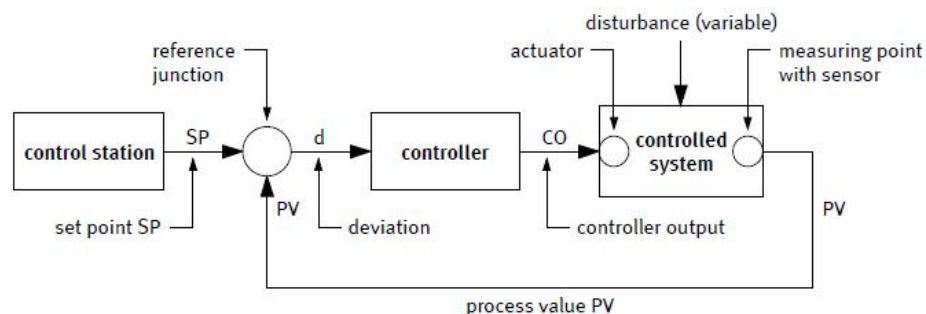 disturbance (variable)
reference
junction
actuator
measuring point
with sensor
SP
d
CO
control station
controller
controlled
system
PV
PV
set point SP
deviation
controller output
process value PV